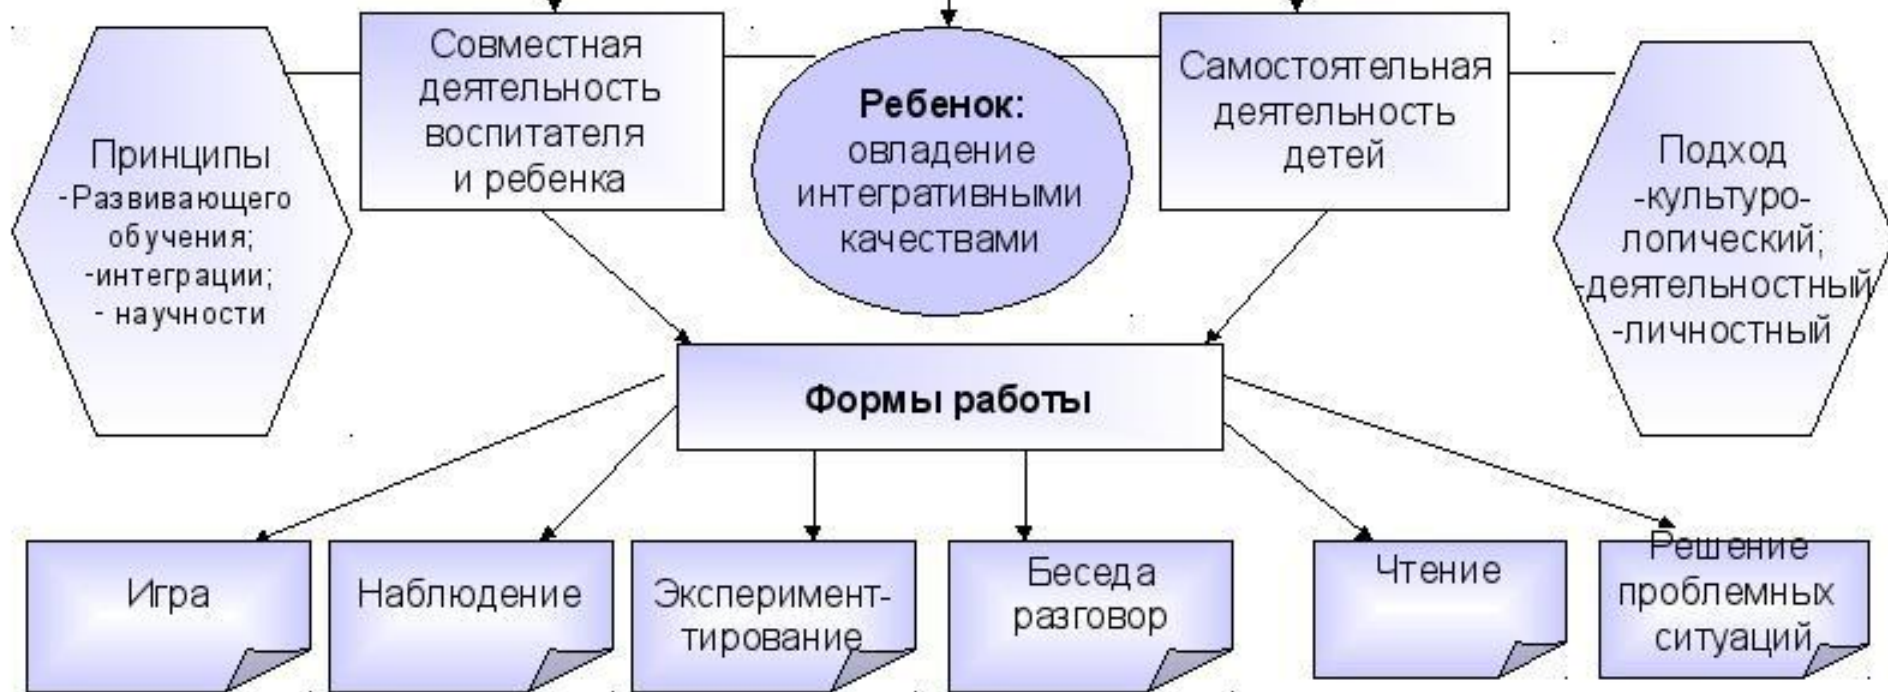 Совместная
деятельность
воспитателя
и ребенка
Ребенок:
овладение
интегративными
качествами
Самостоятельная
деятельность
детей
Принципы
-Развивающего
обучения;
-интеграции;
- научности
Подход
-культуро-
логический;
-деятельностный
-личностный
Формы работы
Игра
Наблюдение
Эксперимент-
тирование
Беседа
разговор
Чтение
Решение
проблемных
ситуаций